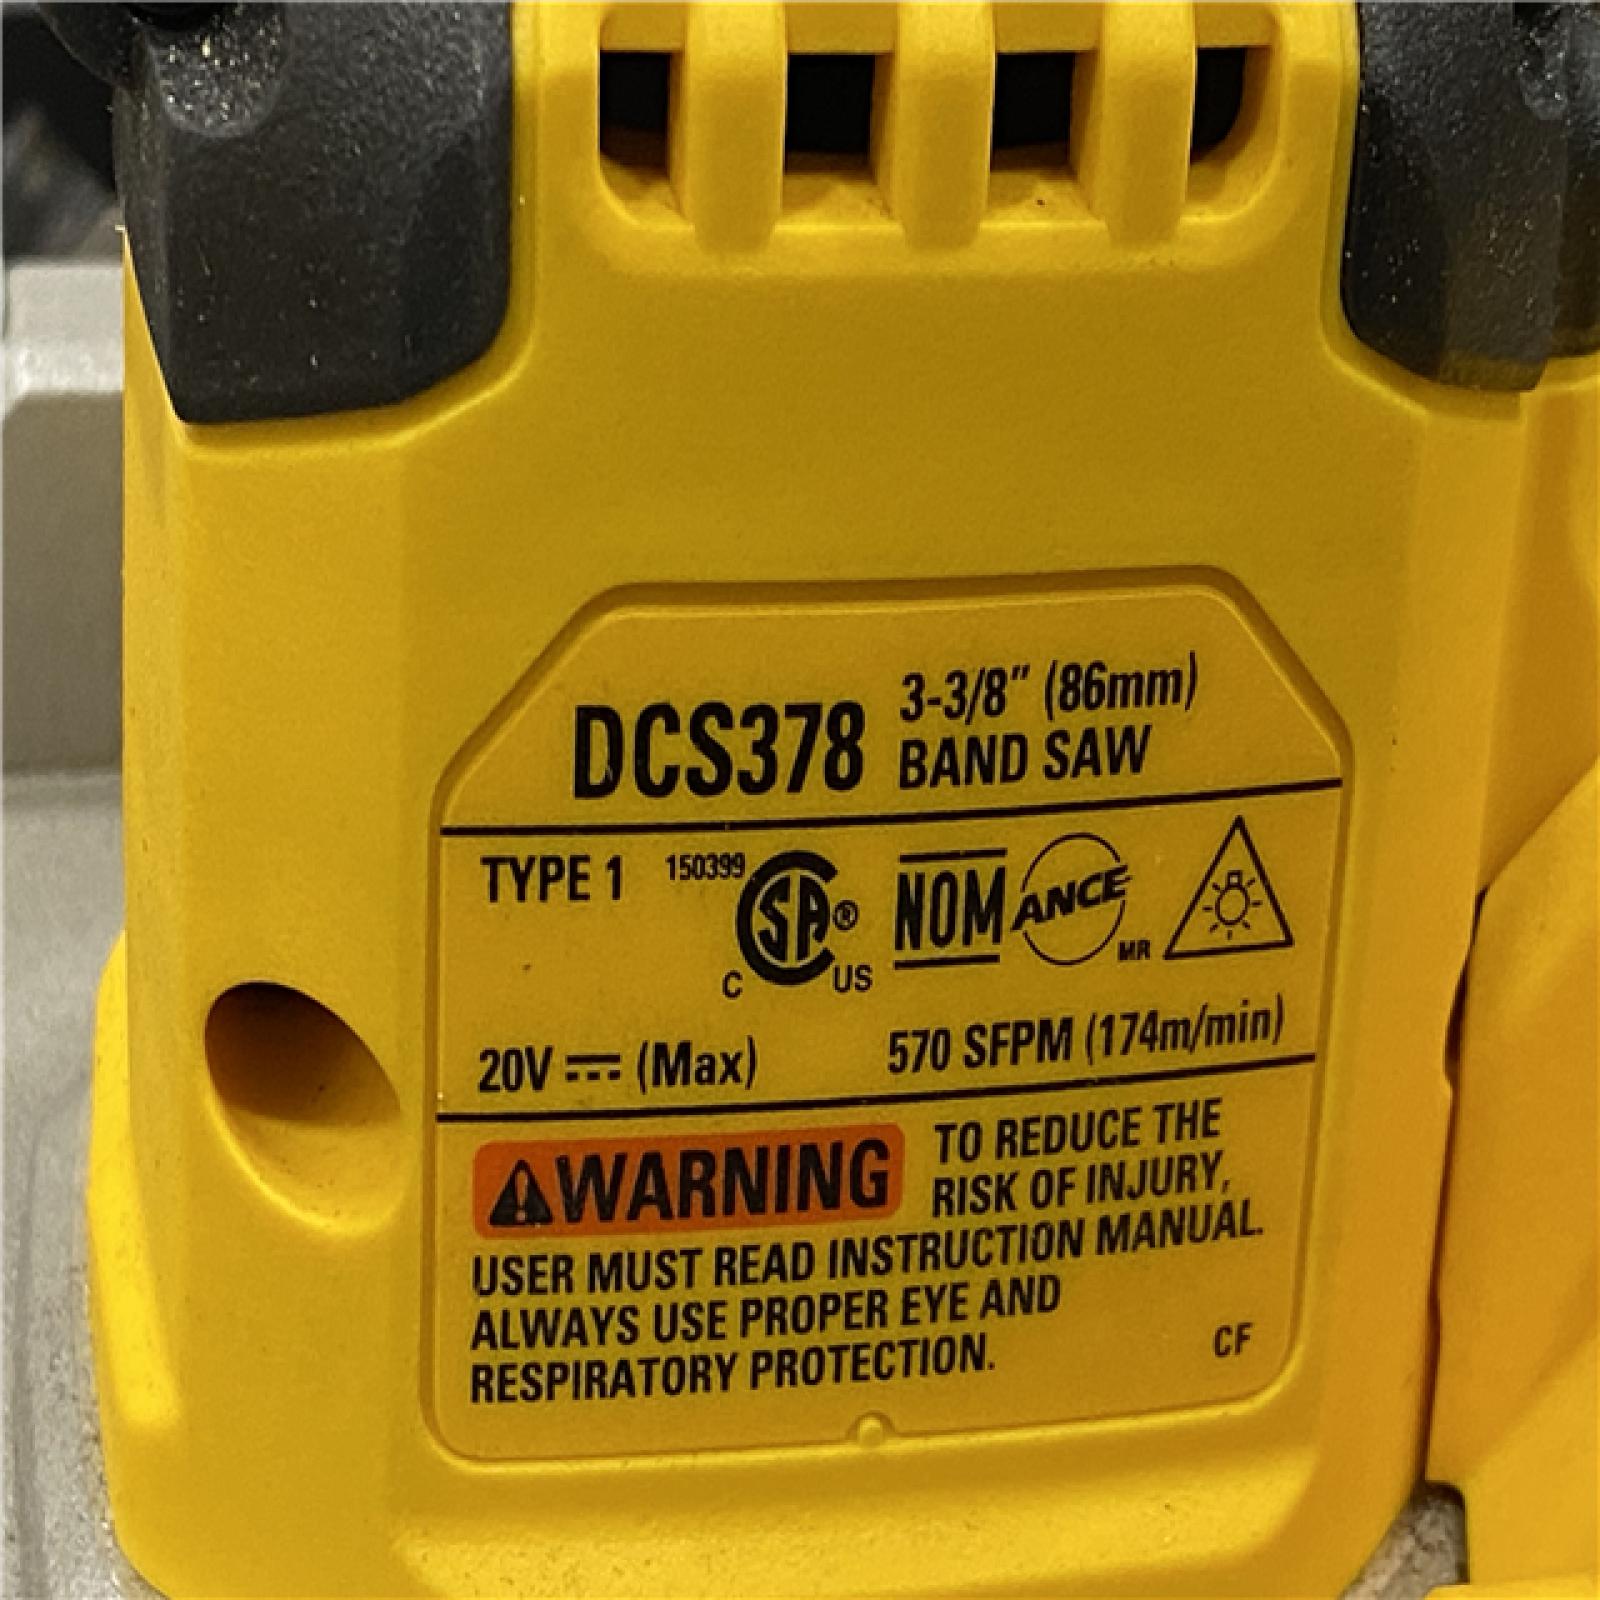 DCS378 3-3/8" (86mm)
BAND SAW
TYPE 1 150399 CSA® C US NOM ANCE MR
20V ⎓ (Max) 570 SFPM (174m/min)
⚠WARNING TO REDUCE THE
RISK OF INJURY,
USER MUST READ INSTRUCTION MANUAL.
ALWAYS USE PROPER EYE AND
RESPIRATORY PROTECTION. CF